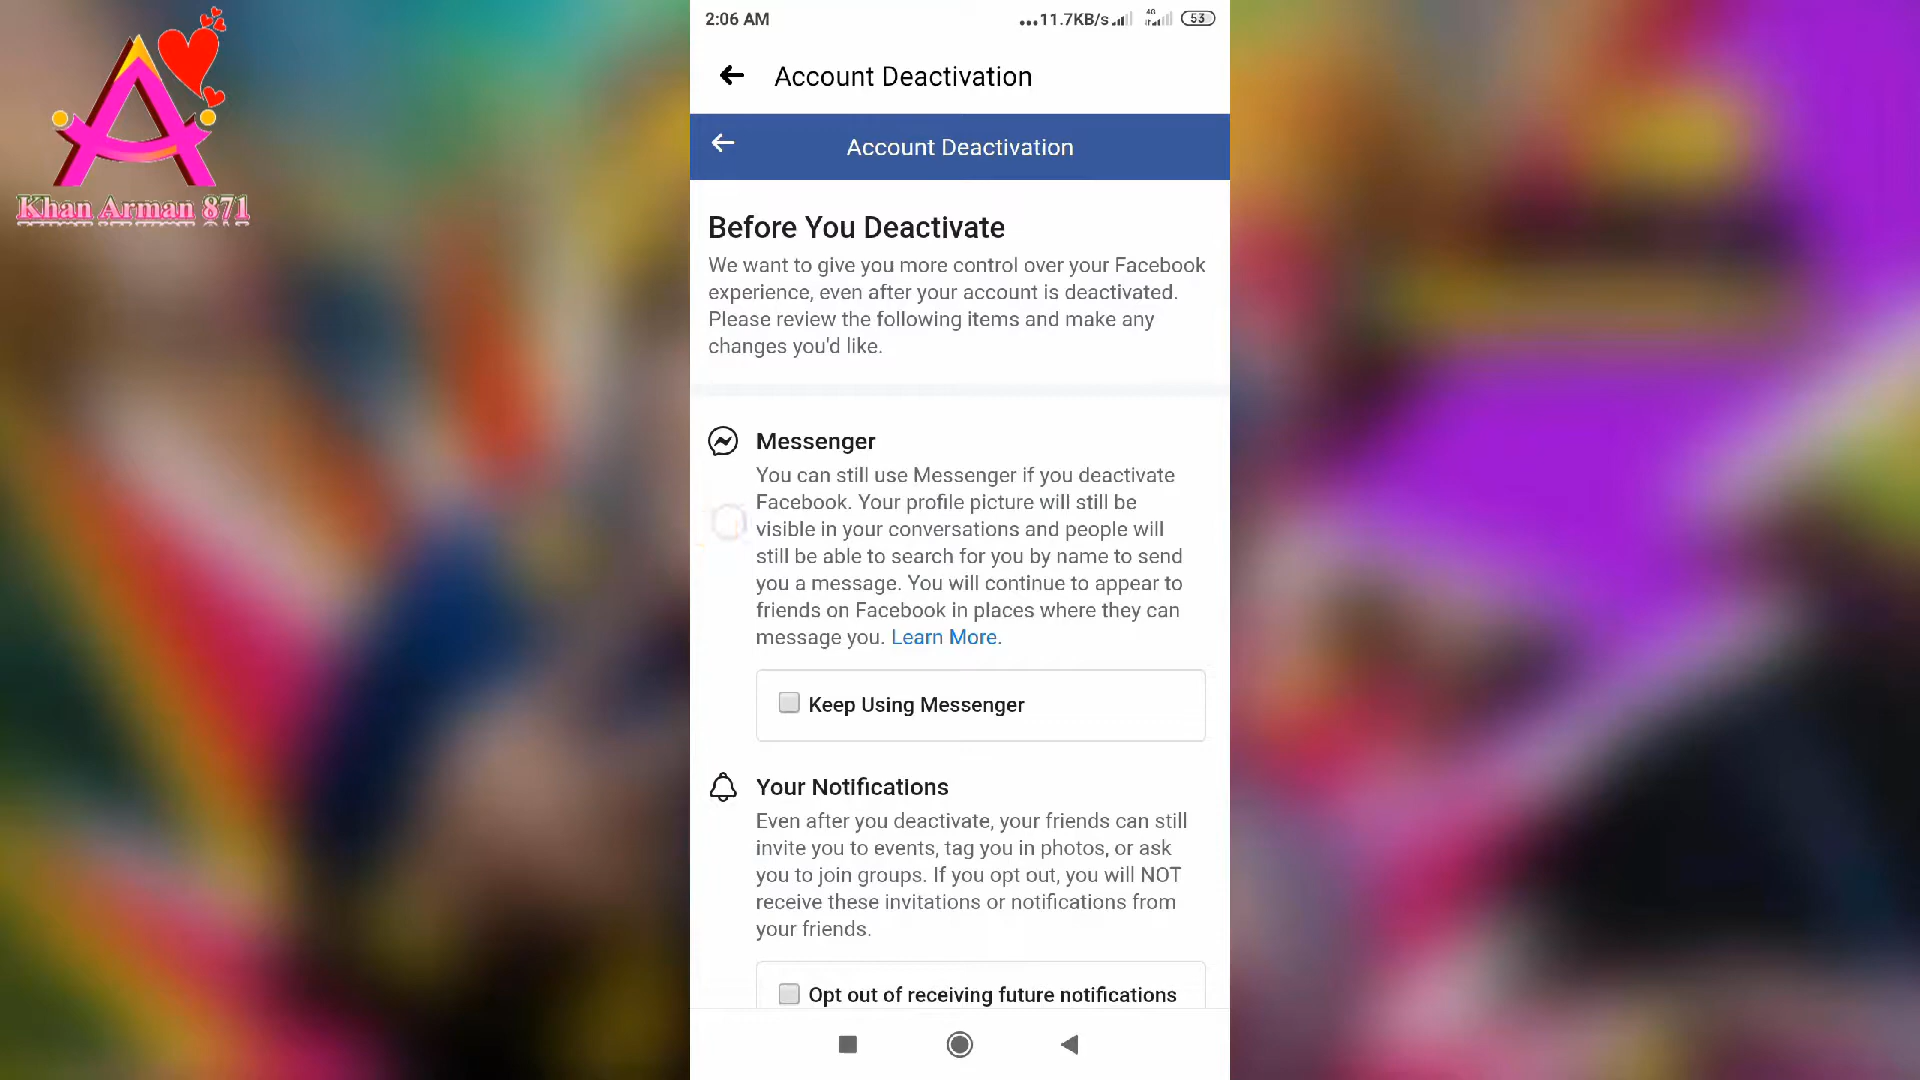 Khan Arman 871
2:06 AM
...11.7KB/s 4G 53
Account Deactivation
Account Deactivation
Before You Deactivate
We want to give you more control over your Facebook
experience, even after your account is deactivated.
Please review the following items and make any
changes you'd like.
Messenger
You can still use Messenger if you deactivate
Facebook. Your profile picture will still be
visible in your conversations and people will
still be able to search for you by name to send
you a message. You will continue to appear to
friends on Facebook in places where they can
message you. Learn More.
Keep Using Messenger
Your Notifications
Even after you deactivate, your friends can still
invite you to events, tag you in photos, or ask
you to join groups. If you opt out, you will NOT
receive these invitations or notifications from
your friends.
Opt out of receiving future notifications